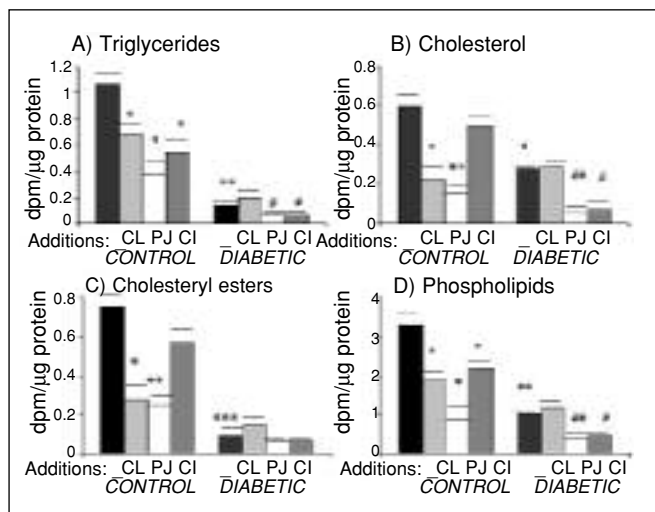 A) Triglycerides
dpm/µg protein
1.2
1
0.8
0.6
0.4
0.2
0
*
*
*
**
#
#
Additions: _ CL PJ CI _ CL PJ CI
CONTROL DIABETIC
B) Cholesterol
dpm/µg protein
0.8
0.6
0.4
0.2
0
*
**
*
##
#
Additions: _ CL PJ CI _ CL PJ CI
CONTROL DIABETIC
C) Cholesteryl esters
dpm/µg protein
0.8
0.6
0.4
0.2
0
*
**
***
Additions: _ CL PJ CI _ CL PJ CI
CONTROL DIABETIC
D) Phospholipids
dpm/µg protein
4
3
2
1
0
*
*
*
**
##
#
Additions: _ CL PJ CI _ CL PJ CI
CONTROL DIABETIC